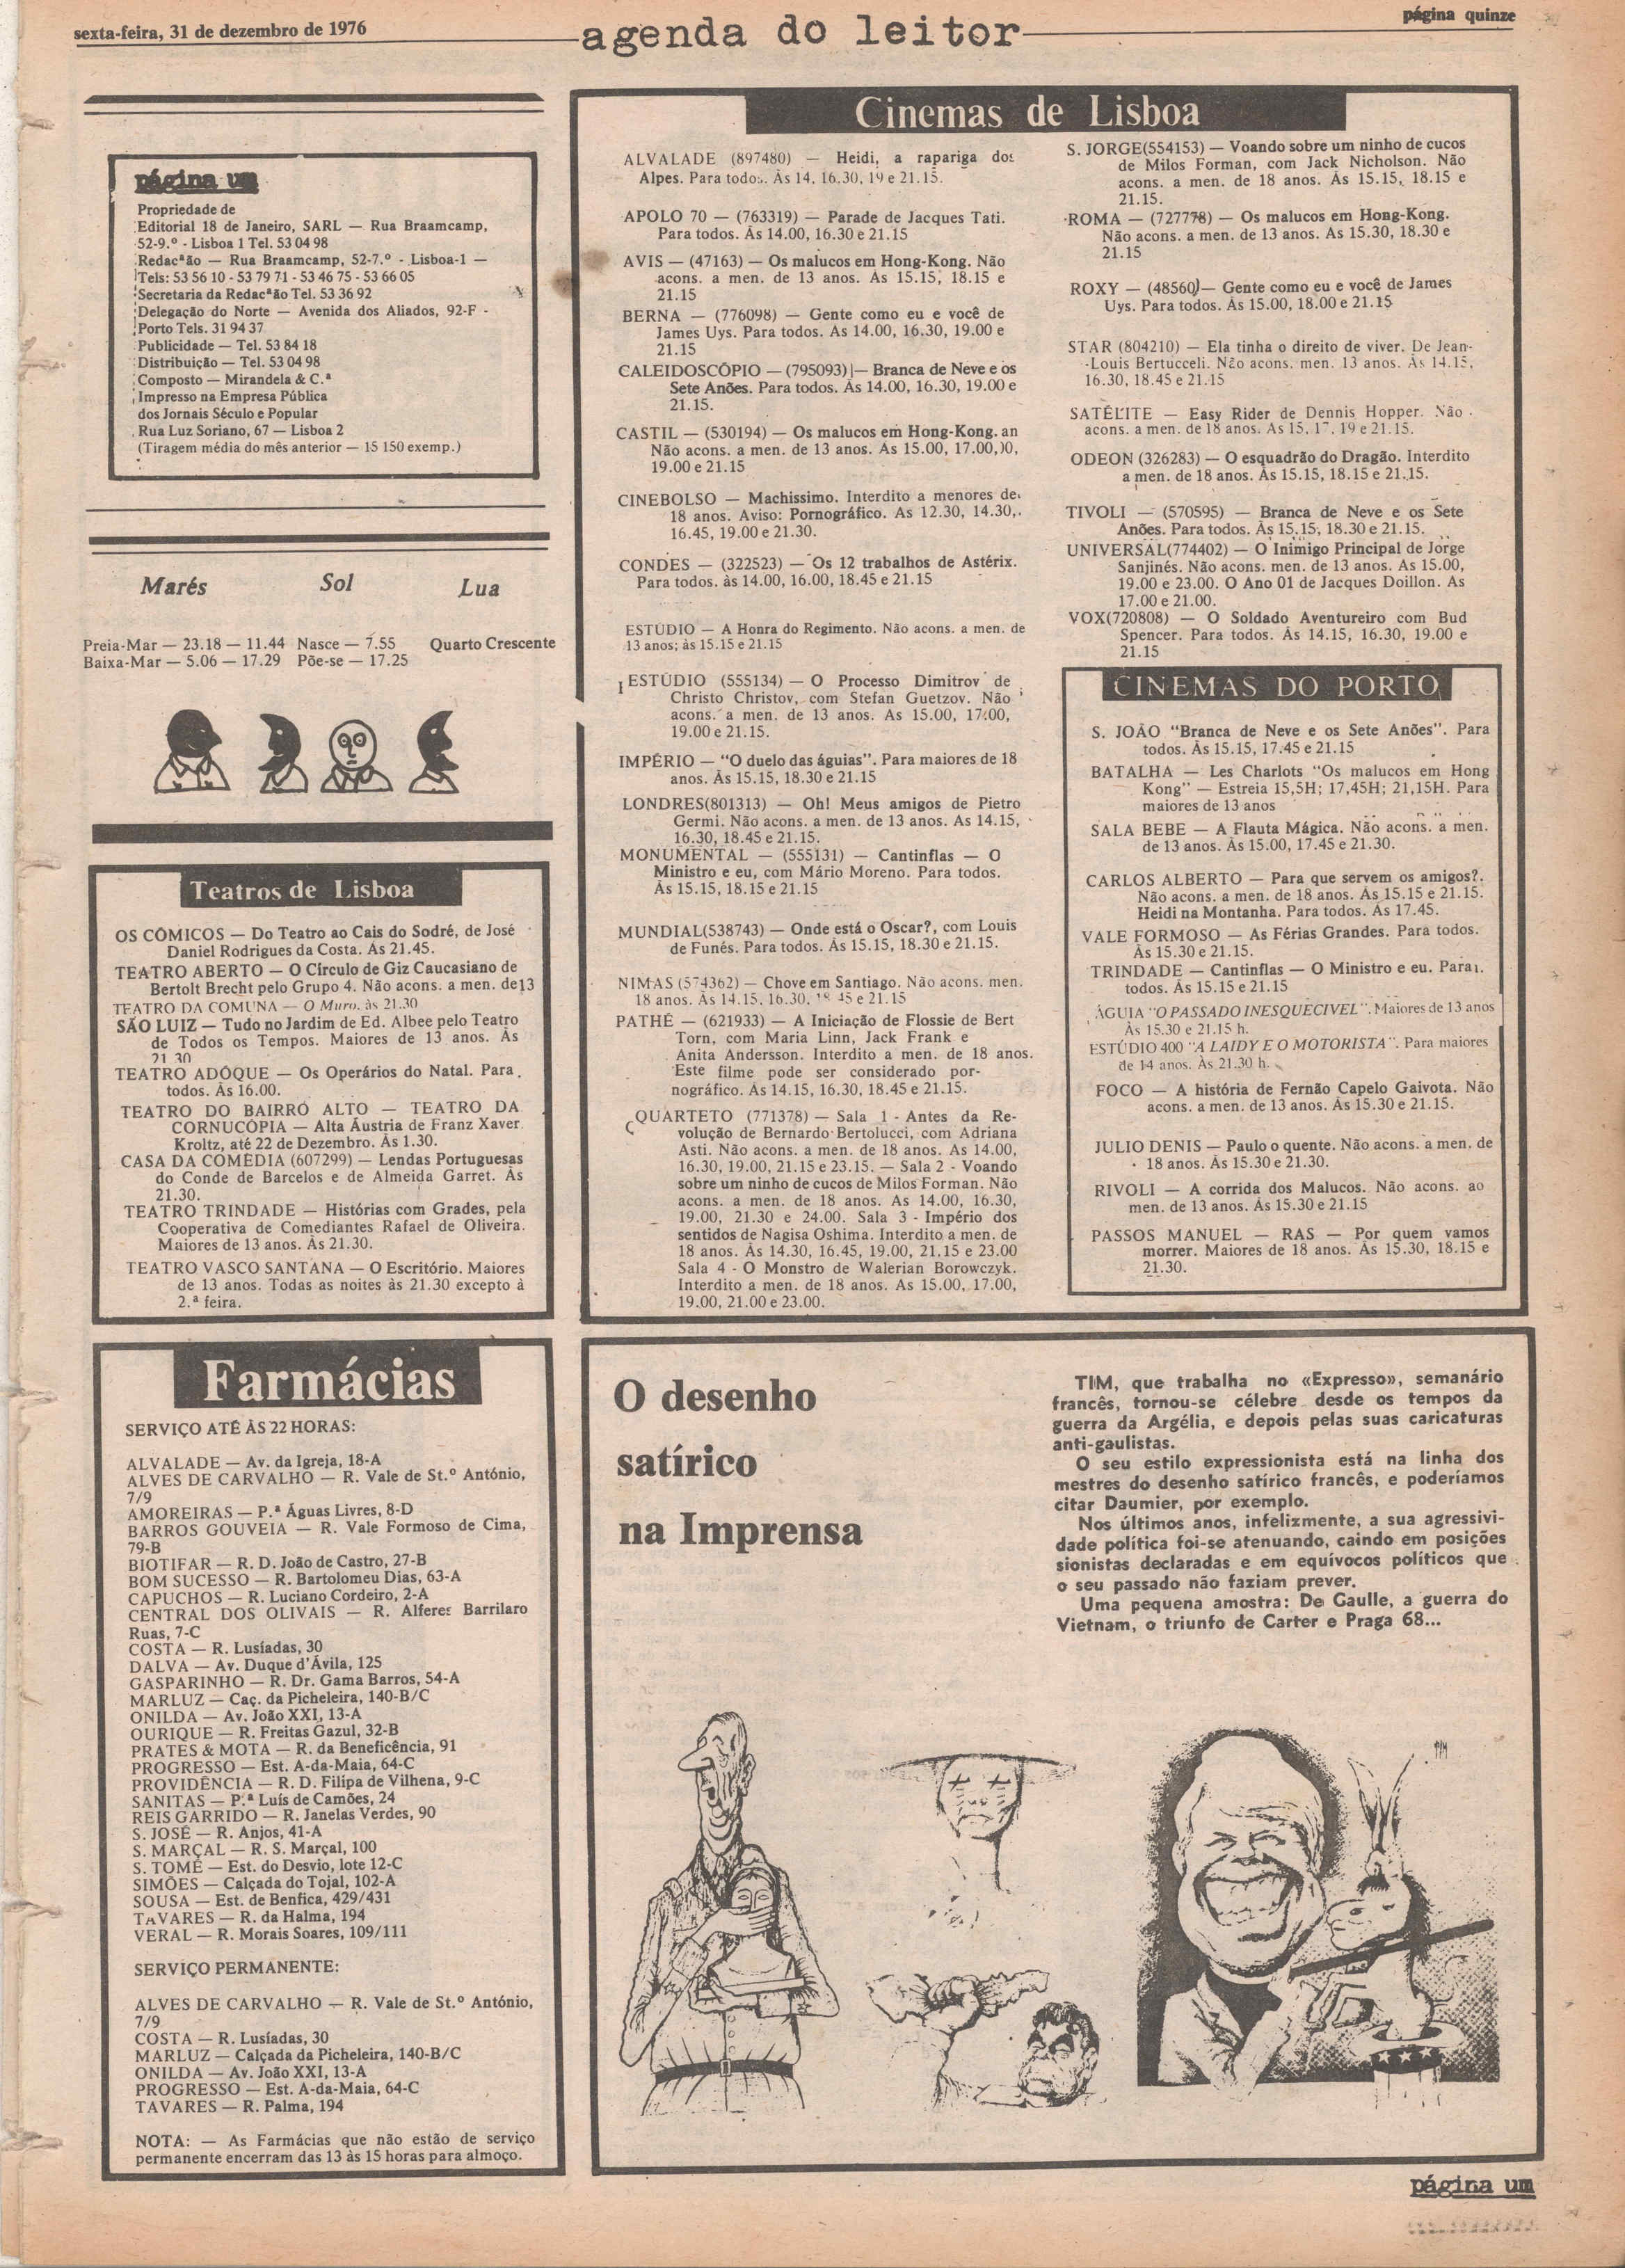 sexta-feira, 31 de dezembro de 1976
agenda do leitor
página quinze
página um
Propriedade de
Editorial 18 de Janeiro, SARL — Rua Braamcamp,
52-9.º - Lisboa 1 Tel. 53 04 98
Redacªão — Rua Braamcamp, 52-7.º - Lisboa-1 —
Tels: 53 56 10 - 53 79 71 - 53 46 75 - 53 66 05
Secretaria da Redacªão Tel. 53 36 92
Delegação do Norte — Avenida dos Aliados, 92-F -
Porto Tels. 31 94 37
Publicidade — Tel. 53 84 18
Distribuição — Tel. 53 04 98
Composto — Mirandela & C.ª
Impresso na Empresa Pública
dos Jornais Século e Popular
Rua Luz Soriano, 67 — Lisboa 2
(Tiragem média do mês anterior — 15 150 exemp.)
Marés Sol Lua
Preia-Mar — 23.18 — 11.44 Nasce — 7.55 Quarto Crescente
Baixa-Mar — 5.06 — 17.29 Põe-se — 17.25
Teatros de Lisboa
OS CÓMICOS — Do Teatro ao Cais do Sodré, de José
Daniel Rodrigues da Costa. Às 21.45.
TEATRO ABERTO — O Círculo de Giz Caucasiano de
Bertolt Brecht pelo Grupo 4. Não acons. a men. de13
TEATRO DA COMUNA — O Muro. às 21.30
SÃO LUIZ — Tudo no Jardim de Ed. Albee pelo Teatro
de Todos os Tempos. Maiores de 13 anos. Às
21 30
TEATRO ADÓQUE — Os Operários do Natal. Para
todos. Às 16.00.
TEATRO DO BAIRRO ALTO — TEATRO DA
CORNUCÓPIA — Alta Áustria de Franz Xaver
Kroltz, até 22 de Dezembro. Às 1.30.
CASA DA COMÉDIA (607299) — Lendas Portuguesas
do Conde de Barcelos e de Almeida Garret. Às
21.30.
TEATRO TRINDADE — Histórias com Grades, pela
Cooperativa de Comediantes Rafael de Oliveira.
Maiores de 13 anos. Às 21.30.
TEATRO VASCO SANTANA — O Escritório. Maiores
de 13 anos. Todas as noites às 21.30 excepto à
2.ª feira.
Farmácias
SERVIÇO ATÉ ÀS 22 HORAS:
ALVALADE — Av. da Igreja, 18-A
ALVES DE CARVALHO — R. Vale de St.º António,
7/9
AMOREIRAS — P.ª Águas Livres, 8-D
BARROS GOUVEIA — R. Vale Formoso de Cima,
79-B
BIOTIFAR — R. D. João de Castro, 27-B
BOM SUCESSO — R. Bartolomeu Dias, 63-A
CAPUCHOS — R. Luciano Cordeiro, 2-A
CENTRAL DOS OLIVAIS — R. Alferes Barrilaro
Ruas, 7-C
COSTA — R. Lusíadas, 30
DALVA — Av. Duque d'Ávila, 125
GASPARINHO — R. Dr. Gama Barros, 54-A
MARLUZ — Caç. da Picheleira, 140-B/C
ONILDA — Av. João XXI, 13-A
OURIQUE — R. Freitas Gazul, 32-B
PRATES & MOTA — R. da Beneficência, 91
PROGRESSO — Est. A-da-Maia, 64-C
PROVIDÊNCIA — R. D. Filipa de Vilhena, 9-C
SANITAS — P.ª Luís de Camões, 24
REIS GARRIDO — R. Janelas Verdes, 90
S. JOSÉ — R. Anjos, 41-A
S. MARÇAL — R. S. Marçal, 100
S. TOMÉ — Est. do Desvio, lote 12-C
SIMÕES — Calçada do Tojal, 102-A
SOUSA — Est. de Benfica, 429/431
TAVARES — R. da Halma, 194
VERAL — R. Morais Soares, 109/111
SERVIÇO PERMANENTE:
ALVES DE CARVALHO — R. Vale de St.º António,
7/9
COSTA — R. Lusíadas, 30
MARLUZ — Calçada da Picheleira, 140-B/C
ONILDA — Av. João XXI, 13-A
PROGRESSO — Est. A-da-Maia, 64-C
TAVARES — R. Palma, 194
NOTA: — As Farmácias que não estão de serviço
permanente encerram das 13 às 15 horas para almoço.
Cinemas de Lisboa
ALVALADE (897480) — Heidi, a rapariga dos
Alpes. Para todos. Às 14, 16.30, 19 e 21.15.
APOLO 70 — (763319) — Parade de Jacques Tati.
Para todos. Às 14.00, 16.30 e 21.15
AVIS — (47163) — Os malucos em Hong-Kong. Não
acons. a men. de 13 anos. Às 15.15, 18.15 e
21.15
BERNA — (776098) — Gente como eu e você de
James Uys. Para todos. As 14.00, 16.30, 19.00 e
21.15
CALEIDOSCÓPIO — (795093) — Branca de Neve e os
Sete Anões. Para todos. Às 14.00, 16.30, 19.00 e
21.15.
CASTIL — (530194) — Os malucos em Hong-Kong. an
Não acons. a men. de 13 anos. Às 15.00, 17.00,
19.00 e 21.15
CINEBOLSO — Machissimo. Interdito a menores de
18 anos. Aviso: Pornográfico. As 12.30, 14.30,
16.45, 19.00 e 21.30.
CONDES — (322523) — Os 12 trabalhos de Astérix.
Para todos. às 14.00, 16.00, 18.45 e 21.15
ESTÚDIO — A Honra do Regimento. Não acons. a men. de
13 anos; às 15.15 e 21.15
ESTÚDIO (555134) — O Processo Dimitrov de
Christo Christov, com Stefan Guetzov. Não
acons. a men. de 13 anos. As 15.00, 17.00,
19.00 e 21.15.
IMPÉRIO — "O duelo das águias". Para maiores de 18
anos. Às 15.15, 18.30 e 21.15
LONDRES(801313) — Oh! Meus amigos de Pietro
Germi. Não acons. a men. de 13 anos. As 14.15,
16.30, 18.45 e 21.15.
MONUMENTAL — (555131) — Cantinflas — O
Ministro e eu, com Mário Moreno. Para todos.
Às 15.15, 18.15 e 21.15
MUNDIAL(538743) — Onde está o Oscar?, com Louis
de Funés. Para todos. Às 15.15, 18.30 e 21.15.
NIMAS (574362) — Chove em Santiago. Não acons. men.
18 anos. Às 14.15, 16.30, 18 45 e 21.15
PATHÉ — (621933) — A Iniciação de Flossie de Bert
Torn, com Maria Linn, Jack Frank e
Anita Andersson. Interdito a men. de 18 anos.
Este filme pode ser considerado por-
nográfico. Às 14.15, 16.30, 18.45 e 21.15.
QUARTETO (771378) — Sala 1 - Antes da Re-
volução de Bernardo Bertolucci, com Adriana
Asti. Não acons. a men. de 18 anos. As 14.00,
16.30, 19.00, 21.15 e 23.15. — Sala 2 - Voando
sobre um ninho de cucos de Milos Forman. Não
acons. a men. de 18 anos. As 14.00, 16.30,
19.00, 21.30 e 24.00. Sala 3 - Império dos
sentidos de Nagisa Oshima. Interdito a men. de
18 anos. Às 14.30, 16.45, 19.00, 21.15 e 23.00
Sala 4 - O Monstro de Walerian Borowczyk.
Interdito a men. de 18 anos. As 15.00, 17.00,
19.00, 21.00 e 23.00.
S. JORGE(554153) — Voando sobre um ninho de cucos
de Milos Forman, com Jack Nicholson. Não
acons. a men. de 18 anos. Às 15.15, 18.15 e
21.15.
ROMA — (727778) — Os malucos em Hong-Kong.
Não acons. a men. de 13 anos. Às 15.30, 18.30 e
21.15
ROXY — (48560) — Gente como eu e você de James
Uys. Para todos. Às 15.00, 18.00 e 21.15
STAR (804210) — Ela tinha o direito de viver. De Jean-
-Louis Bertucceli. Não acons. men. 13 anos. Às 14.15,
16.30, 18.45 e 21.15
SATÉLITE — Easy Rider de Dennis Hopper. Não
acons. a men. de 18 anos. As 15, 17, 19 e 21.15.
ODEON (326283) — O esquadrão do Dragão. Interdito
a men. de 18 anos. Às 15.15, 18.15 e 21.15.
TIVOLI — (570595) — Branca de Neve e os Sete
Anões. Para todos. Às 15.15, 18.30 e 21.15.
UNIVERSAL(774402) — O Inimigo Principal de Jorge
Sanjinés. Não acons. men. de 13 anos. As 15.00,
19.00 e 23.00. O Ano 01 de Jacques Doillon. As
17.00 e 21.00.
VOX(720808) — O Soldado Aventureiro com Bud
Spencer. Para todos. Às 14.15, 16.30, 19.00 e
21.15
CINEMAS DO PORTO
S. JOÃO "Branca de Neve e os Sete Anões". Para
todos. Às 15.15, 17.45 e 21.15
BATALHA — Les Charlots "Os malucos em Hong
Kong" — Estreia 15,5H; 17,45H; 21,15H. Para
maiores de 13 anos
SALA BEBE — A Flauta Mágica. Não acons. a men.
de 13 anos. Às 15.00, 17.45 e 21.30.
CARLOS ALBERTO — Para que servem os amigos?.
Não acons. a men. de 18 anos. Às 15.15 e 21.15.
Heidi na Montanha. Para todos. Às 17.45.
VALE FORMOSO — As Férias Grandes. Para todos.
Às 15.30 e 21.15.
TRINDADE — Cantinflas — O Ministro e eu. Para
todos. Às 15.15 e 21.15
ÁGUIA "O PASSADO INESQUECIVEL". Maiores de 13 anos
Às 15.30 e 21.15 h.
ESTÚDIO 400 "A LAIDY E O MOTORISTA". Para maiores
de 14 anos. Às 21.30 h.
FOCO — A história de Fernão Capelo Gaivota. Não
acons. a men. de 13 anos. Às 15.30 e 21.15.
JULIO DENIS — Paulo o quente. Não acons. a men. de
18 anos. Às 15.30 e 21.30.
RIVOLI — A corrida dos Malucos. Não acons. ao
men. de 13 anos. Às 15.30 e 21.15
PASSOS MANUEL — RAS — Por quem vamos
morrer. Maiores de 18 anos. Às 15.30, 18.15 e
21.30.
O desenho
satírico
na Imprensa
TIM, que trabalha no «Expresso», semanário
francês, tornou-se célebre desde os tempos da
guerra da Argélia, e depois pelas suas caricaturas
anti-gaulistas.
O seu estilo expressionista está na linha dos
mestres do desenho satírico francês, e poderíamos
citar Daumier, por exemplo.
Nos últimos anos, infelizmente, a sua agressivi-
dade política foi-se atenuando, caindo em posições
sionistas declaradas e em equívocos políticos que
o seu passado não faziam prever.
Uma pequena amostra: De Gaulle, a guerra do
Vietnam, o triunfo de Carter e Praga 68...
TIM
página um